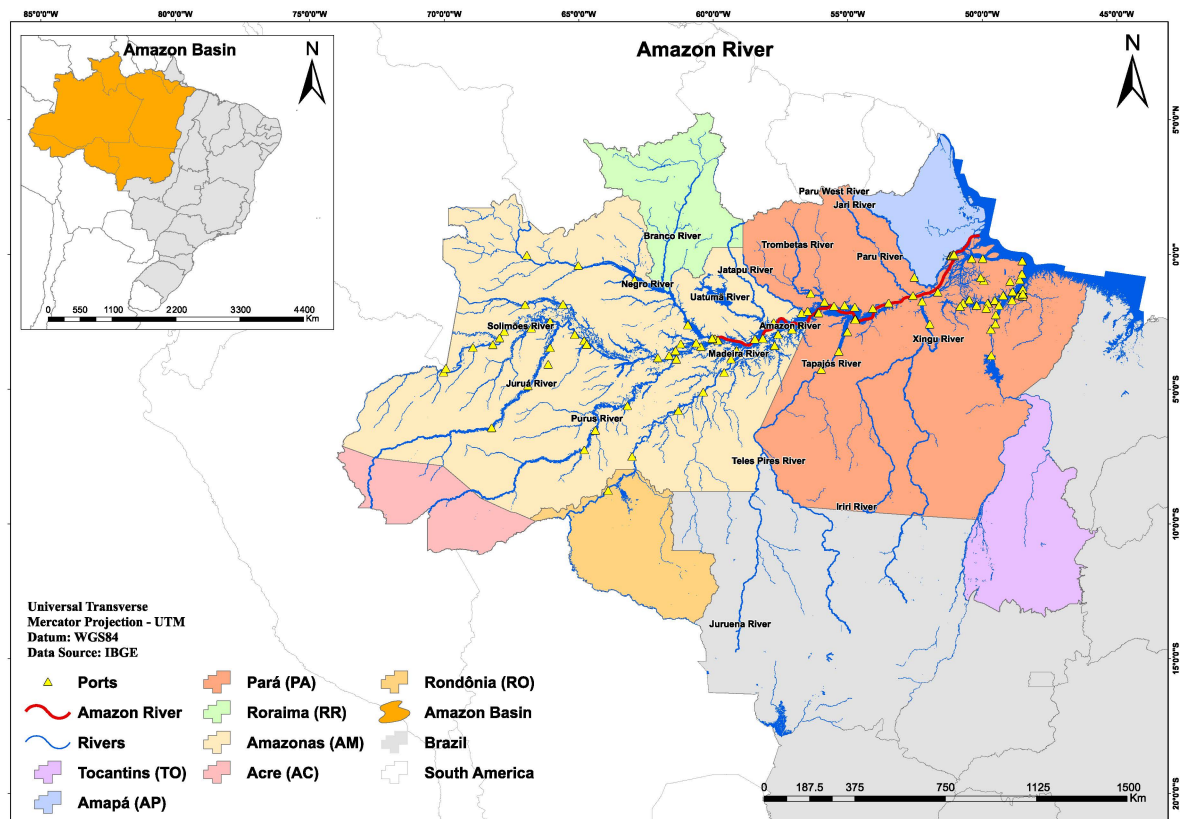 85°0'0"W
80°0'0"W
75°0'0"W
70°0'0"W
65°0'0"W
60°0'0"W
55°0'0"W
50°0'0"W
45°0'0"W
Amazon Basin
N
0 550 1100 2200 3300 4400
Km
Amazon River
N
5°0'0"N
0°0'0"
5°0'0"S
10°0'0"S
15°0'0"S
20°0'0"S
Paru West River
Jari River
Branco River
Trombetas River
Paru River
Jatapu River
Negro River
Uatumã River
Solimões River
Amazon River
Xingu River
Madeira River
Tapajós River
Juruá River
Purus River
Teles Pires River
Iriri River
Juruena River
Universal Transverse
Mercator Projection - UTM
Datum: WGS84
Data Source: IBGE
Ports
Amazon River
Rivers
Tocantins (TO)
Amapá (AP)
Pará (PA)
Roraima (RR)
Amazonas (AM)
Acre (AC)
Rondônia (RO)
Amazon Basin
Brazil
South America
0 187.5 375 750 1125 1500
Km